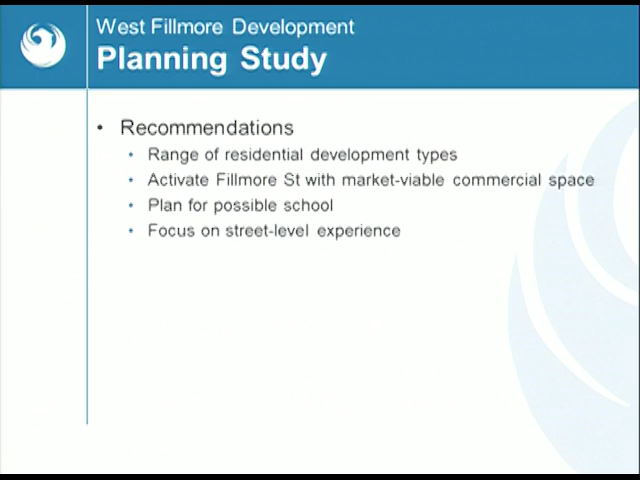 West Fillmore Development
Planning Study
• Recommendations
• Range of residential development types
• Activate Fillmore St with market-viable commercial space
• Plan for possible school
• Focus on street-level experience